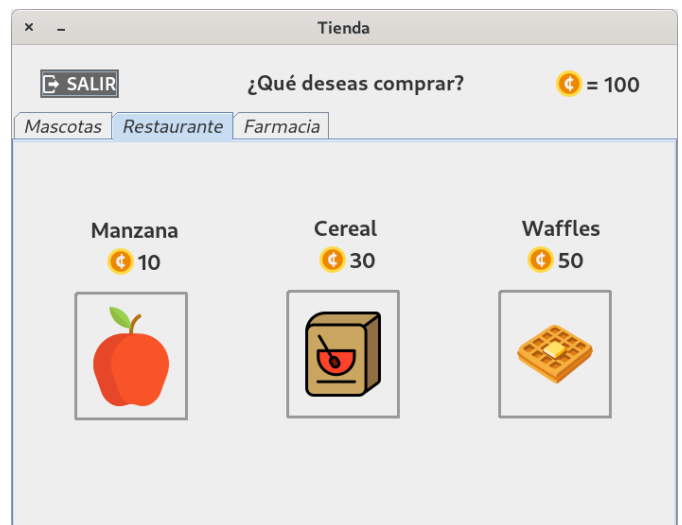 Tienda
SALIR
¿Qué deseas comprar?
¢ = 100
Mascotas
Restaurante
Farmacia
Manzana
¢ 10
Cereal
¢ 30
Waffles
¢ 50